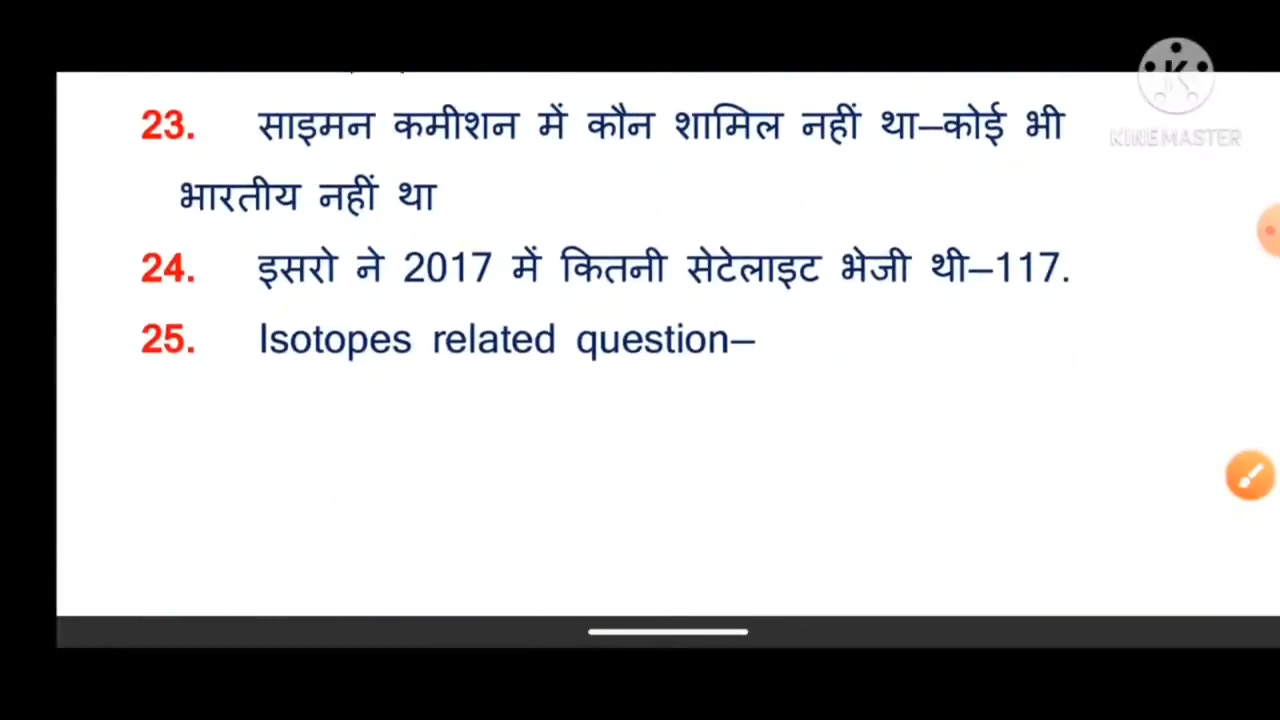 23. साइमन कमीशन में कौन शामिल नहीं था–कोई भी
भारतीय नहीं था
24. इसरो ने 2017 में कितनी सेटेलाइट भेजी थी–117.
25. Isotopes related question–
K
KINEMASTER